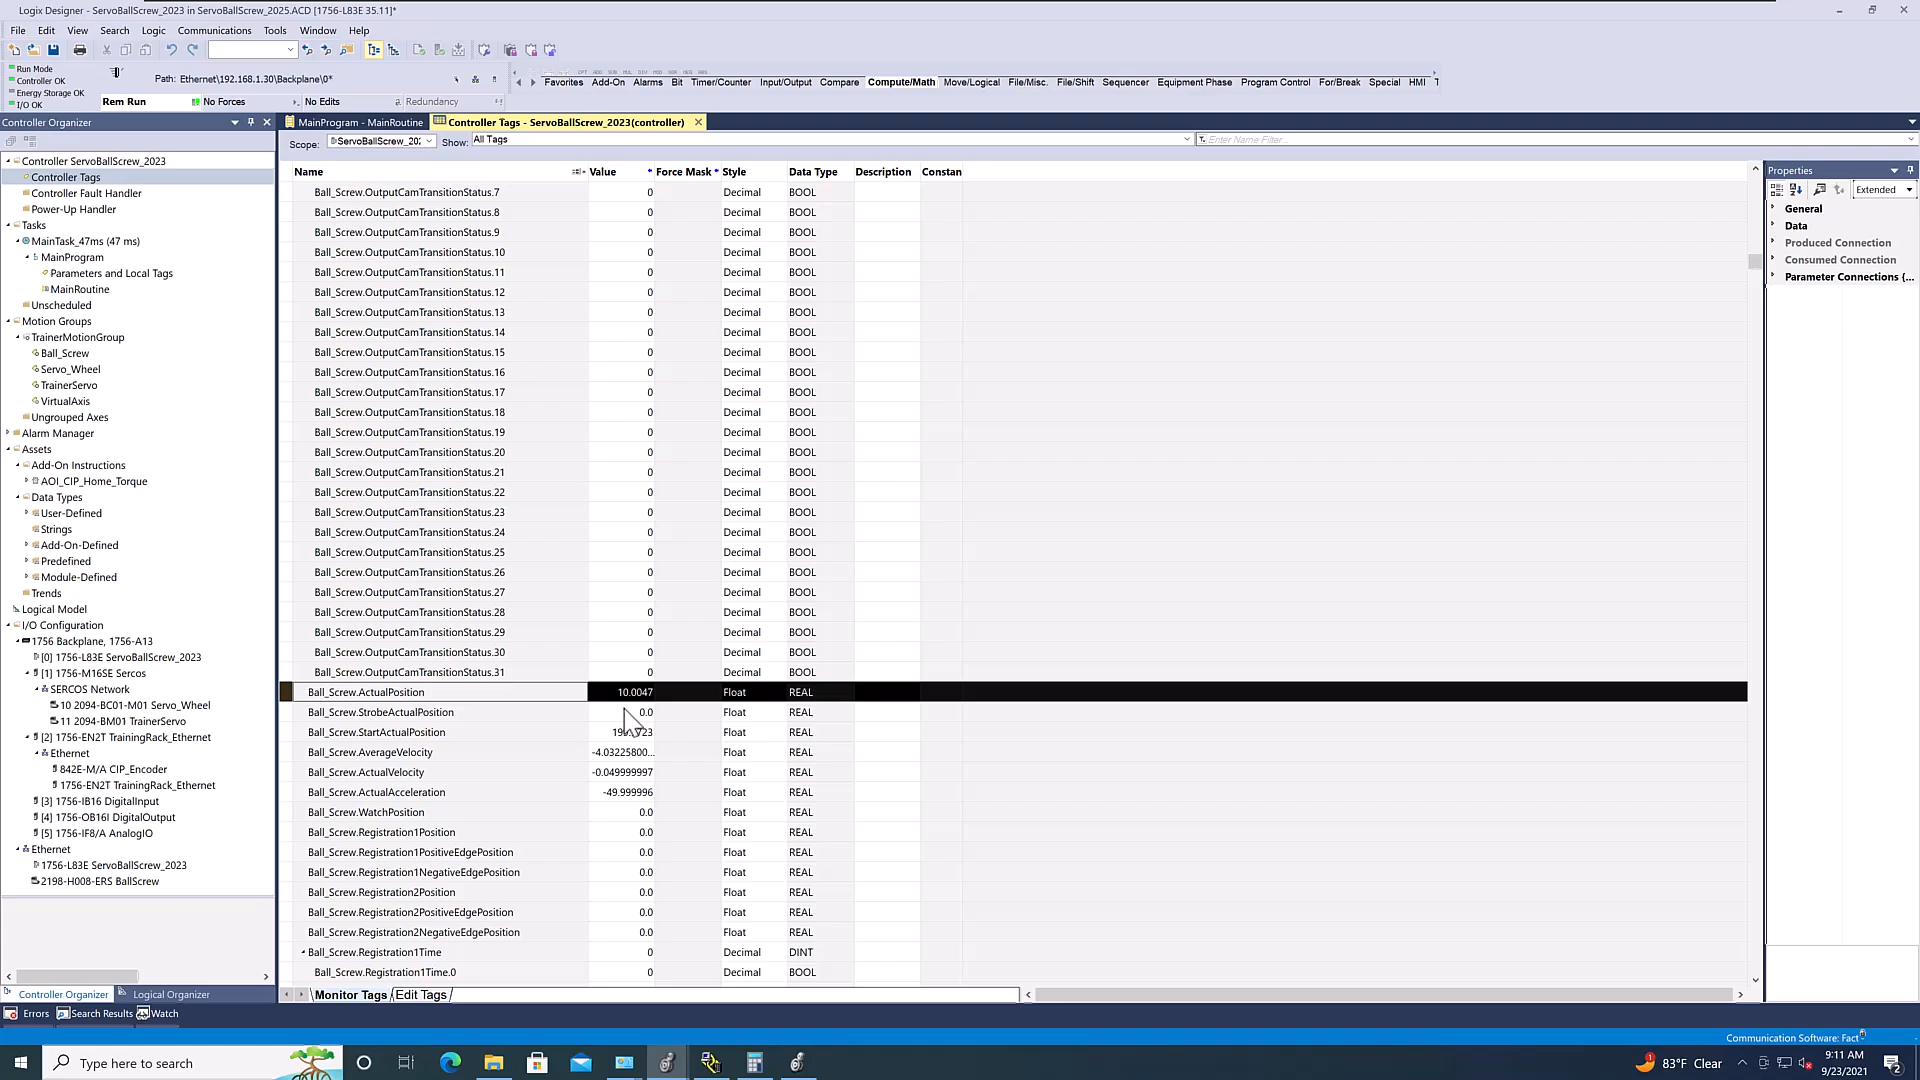 Logix Designer - ServoBallScrew_2023 in ServoBallScrew_2025.ACD [1756-L83E 35.11]*
File Edit View Search Logic Communications Tools Window Help
Run Mode
Controller OK
Energy Storage OK
I/O OK
Path: Ethernet\192.168.1.30\Backplane\0*
Rem Run No Forces No Edits Redundancy
Favorites Add-On Alarms Bit Timer/Counter Input/Output Compare Compute/Math Move/Logical File/Misc. File/Shift Sequencer Equipment Phase Program Control For/Break Special HMI
Controller Organizer
Controller ServoBallScrew_2023
Controller Tags
Controller Fault Handler
Power-Up Handler
Tasks
MainTask_47ms (47 ms)
MainProgram
Parameters and Local Tags
MainRoutine
Unscheduled
Motion Groups
TrainerMotionGroup
Ball_Screw
Servo_Wheel
TrainerServo
VirtualAxis
Ungrouped Axes
Alarm Manager
Assets
Add-On Instructions
AOI_CIP_Home_Torque
Data Types
User-Defined
Strings
Add-On-Defined
Predefined
Module-Defined
Trends
Logical Model
I/O Configuration
1756 Backplane, 1756-A13
[0] 1756-L83E ServoBallScrew_2023
[1] 1756-M16SE Sercos
SERCOS Network
10 2094-BC01-M01 Servo_Wheel
11 2094-BM01 TrainerServo
[2] 1756-EN2T TrainingRack_Ethernet
Ethernet
842E-M/A CIP_Encoder
1756-EN2T TrainingRack_Ethernet
[3] 1756-IB16 DigitalInput
[4] 1756-OB16I DigitalOutput
[5] 1756-IF8/A AnalogIO
Ethernet
1756-L83E ServoBallScrew_2023
2198-H008-ERS BallScrew
Controller Organizer Logical Organizer
MainProgram - MainRoutine Controller Tags - ServoBallScrew_2023(controller)
Scope: ServoBallScrew_202 Show: All Tags Enter Name Filter...
Name Value Force Mask Style Data Type Description Constan
Ball_Screw.OutputCamTransitionStatus.7 0 Decimal BOOL
Ball_Screw.OutputCamTransitionStatus.8 0 Decimal BOOL
Ball_Screw.OutputCamTransitionStatus.9 0 Decimal BOOL
Ball_Screw.OutputCamTransitionStatus.10 0 Decimal BOOL
Ball_Screw.OutputCamTransitionStatus.11 0 Decimal BOOL
Ball_Screw.OutputCamTransitionStatus.12 0 Decimal BOOL
Ball_Screw.OutputCamTransitionStatus.13 0 Decimal BOOL
Ball_Screw.OutputCamTransitionStatus.14 0 Decimal BOOL
Ball_Screw.OutputCamTransitionStatus.15 0 Decimal BOOL
Ball_Screw.OutputCamTransitionStatus.16 0 Decimal BOOL
Ball_Screw.OutputCamTransitionStatus.17 0 Decimal BOOL
Ball_Screw.OutputCamTransitionStatus.18 0 Decimal BOOL
Ball_Screw.OutputCamTransitionStatus.19 0 Decimal BOOL
Ball_Screw.OutputCamTransitionStatus.20 0 Decimal BOOL
Ball_Screw.OutputCamTransitionStatus.21 0 Decimal BOOL
Ball_Screw.OutputCamTransitionStatus.22 0 Decimal BOOL
Ball_Screw.OutputCamTransitionStatus.23 0 Decimal BOOL
Ball_Screw.OutputCamTransitionStatus.24 0 Decimal BOOL
Ball_Screw.OutputCamTransitionStatus.25 0 Decimal BOOL
Ball_Screw.OutputCamTransitionStatus.26 0 Decimal BOOL
Ball_Screw.OutputCamTransitionStatus.27 0 Decimal BOOL
Ball_Screw.OutputCamTransitionStatus.28 0 Decimal BOOL
Ball_Screw.OutputCamTransitionStatus.29 0 Decimal BOOL
Ball_Screw.OutputCamTransitionStatus.30 0 Decimal BOOL
Ball_Screw.OutputCamTransitionStatus.31 0 Decimal BOOL
Ball_Screw.ActualPosition 10.0047 Float REAL
Ball_Screw.StrobeActualPosition 0.0 Float REAL
Ball_Screw.StartActualPosition Float REAL
Ball_Screw.AverageVelocity -4.03225800... Float REAL
Ball_Screw.ActualVelocity -0.049999997 Float REAL
Ball_Screw.ActualAcceleration -49.999996 Float REAL
Ball_Screw.WatchPosition 0.0 Float REAL
Ball_Screw.Registration1Position 0.0 Float REAL
Ball_Screw.Registration1PositiveEdgePosition 0.0 Float REAL
Ball_Screw.Registration1NegativeEdgePosition 0.0 Float REAL
Ball_Screw.Registration2Position 0.0 Float REAL
Ball_Screw.Registration2PositiveEdgePosition 0.0 Float REAL
Ball_Screw.Registration2NegativeEdgePosition 0.0 Float REAL
Ball_Screw.Registration1Time 0 Decimal DINT
Ball_Screw.Registration1Time.0 0 Decimal BOOL
Monitor Tags Edit Tags
Properties
Extended
General
Data
Produced Connection
Consumed Connection
Parameter Connections {...
Errors Search Results Watch
Communication Software: Fact
Type here to search
83°F Clear
9:11 AM
9/23/2021
2